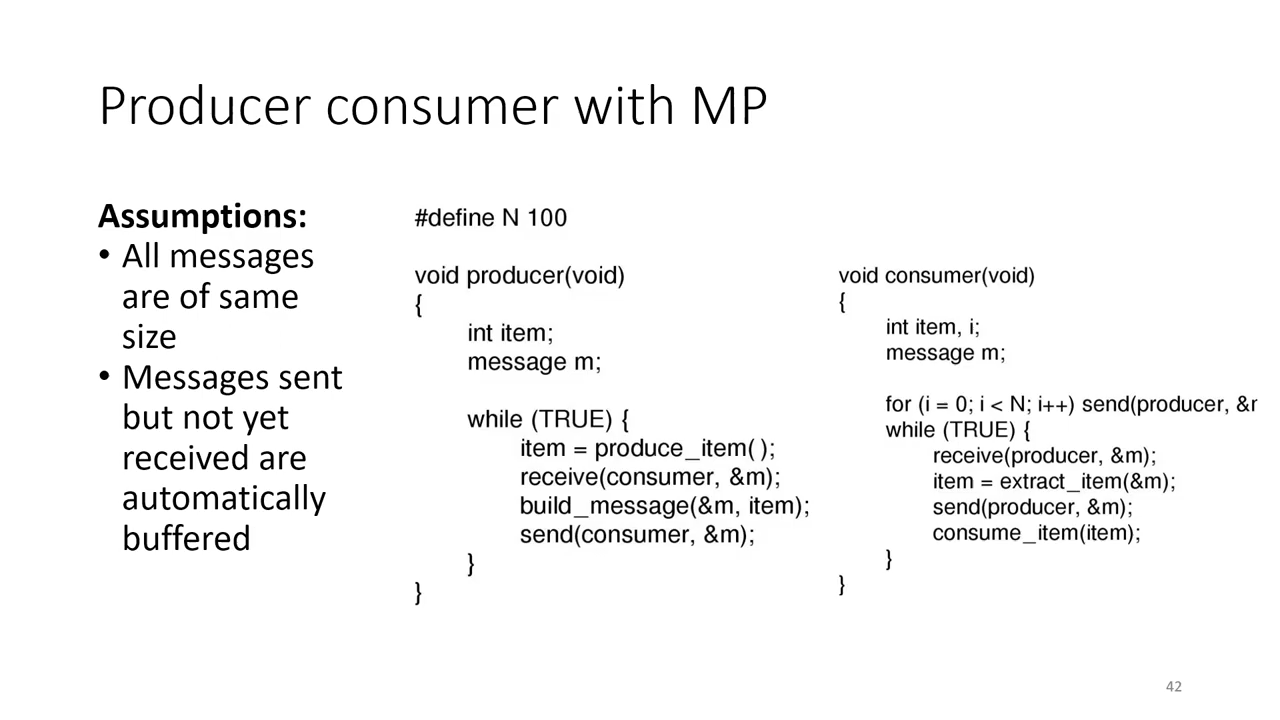 Producer consumer with MP
Assumptions:
• All messages
are of same
size
• Messages sent
but not yet
received are
automatically
buffered
#define N 100
void producer(void)
{
int item;
message m;
while (TRUE) {
item = produce_item( );
receive(consumer, &m);
build_message(&m, item);
send(consumer, &m);
}
}
void consumer(void)
{
int item, i;
message m;
for (i = 0; i < N; i++) send(producer, &
while (TRUE) {
receive(producer, &m);
item = extract_item(&m);
send(producer, &m);
consume_item(item);
}
}
42